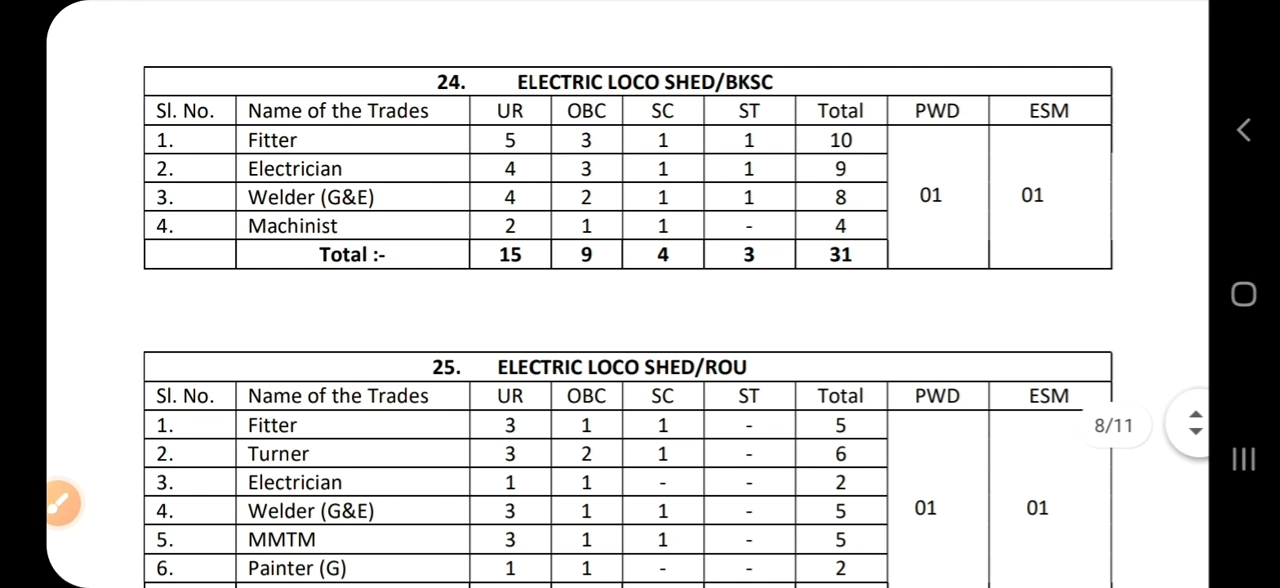 24. ELECTRIC LOCO SHED/BKSC
Sl. No. Name of the Trades UR OBC SC ST Total PWD ESM
1. Fitter 5 3 1 1 10
2. Electrician 4 3 1 1 9
3. Welder (G&E) 4 2 1 1 8 01 01
4. Machinist 2 1 1 - 4
Total :- 15 9 4 3 31
25. ELECTRIC LOCO SHED/ROU
Sl. No. Name of the Trades UR OBC SC ST Total PWD ESM
1. Fitter 3 1 1 - 5
8/11
2. Turner 3 2 1 - 6
3. Electrician 1 1 - - 2
4. Welder (G&E) 3 1 1 - 5 01 01
5. MMTM 3 1 1 - 5
6. Painter (G) 1 1 - - 2